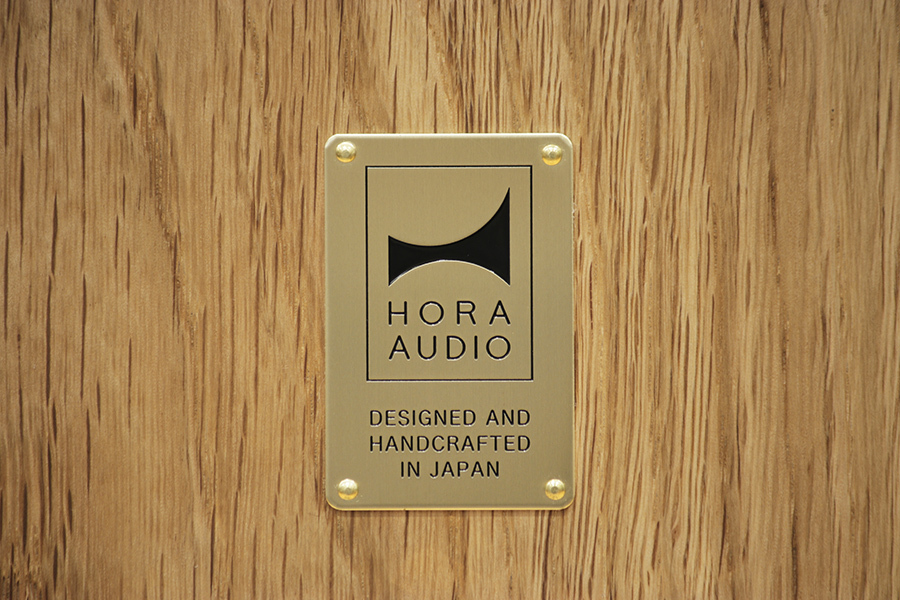 HORA
AUDIO
DESIGNED AND
HANDCRAFTED
IN JAPAN